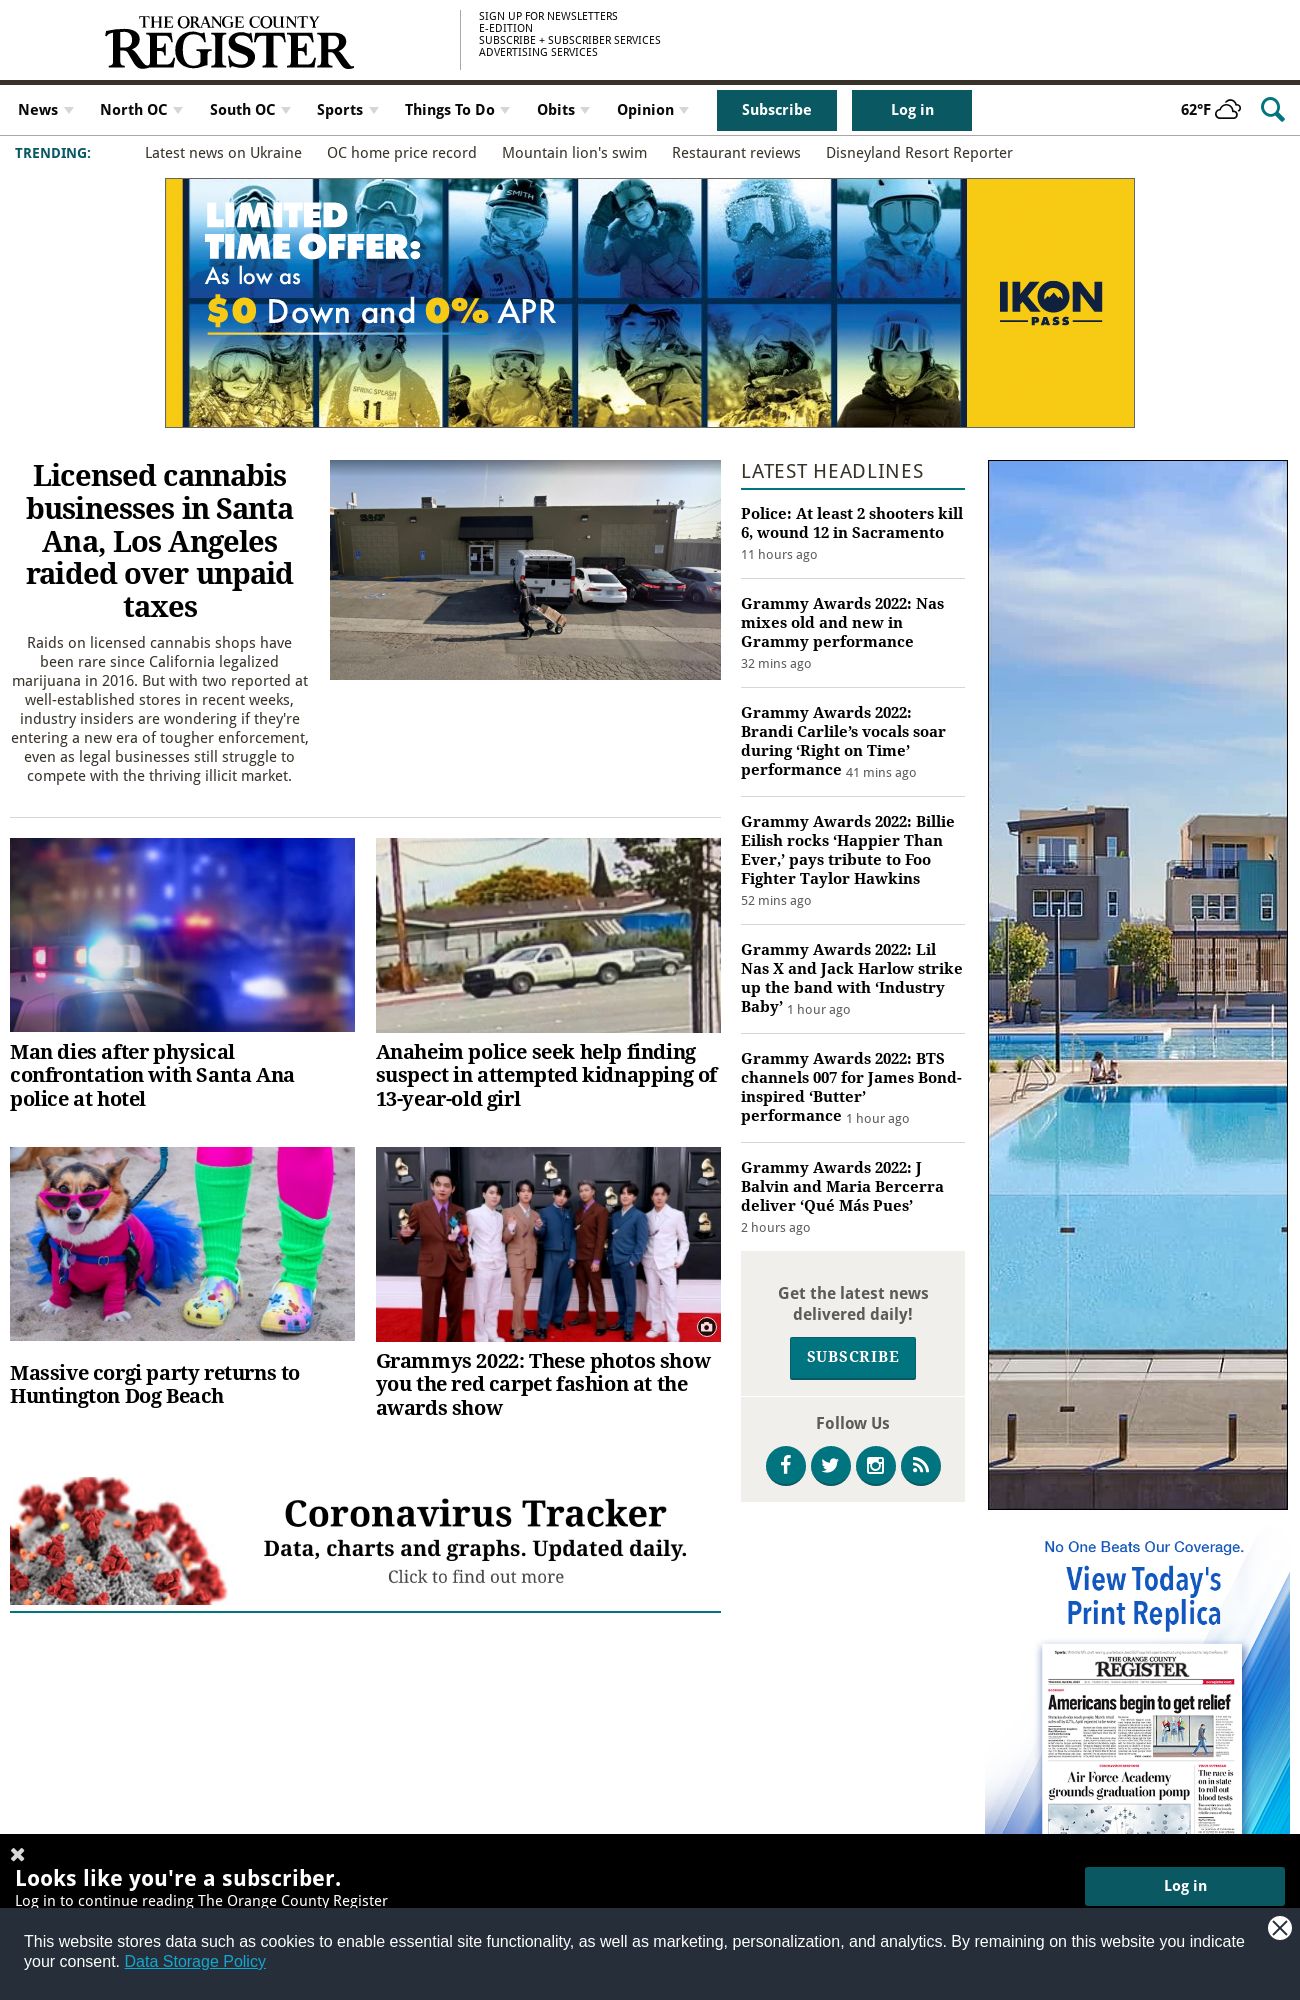 THE ORANGE COUNTY
REGISTER
SIGN UP FOR NEWSLETTERS
E-EDITION
SUBSCRIBE + SUBSCRIBER SERVICES
ADVERTISING SERVICES
News
North OC
South OC
Sports
Things To Do
Obits
Opinion
Subscribe
Log in
62°F
TRENDING:
Latest news on Ukraine
OC home price record
Mountain lion's swim
Restaurant reviews
Disneyland Resort Reporter
LIMITED
TIME OFFER:
As low as
$0 Down and 0% APR
SMITH
SPRING SPLASH
11
IKON
PASS
Licensed cannabis
businesses in Santa
Ana, Los Angeles
raided over unpaid
taxes
Raids on licensed cannabis shops have
been rare since California legalized
marijuana in 2016. But with two reported at
well-established stores in recent weeks,
industry insiders are wondering if they're
entering a new era of tougher enforcement,
even as legal businesses still struggle to
compete with the thriving illicit market.
Man dies after physical
confrontation with Santa Ana
police at hotel
Anaheim police seek help finding
suspect in attempted kidnapping of
13-year-old girl
Massive corgi party returns to
Huntington Dog Beach
Grammys 2022: These photos show
you the red carpet fashion at the
awards show
Coronavirus Tracker
Data, charts and graphs. Updated daily.
Click to find out more
LATEST HEADLINES
Police: At least 2 shooters kill
6, wound 12 in Sacramento
11 hours ago
Grammy Awards 2022: Nas
mixes old and new in
Grammy performance
32 mins ago
Grammy Awards 2022:
Brandi Carlile’s vocals soar
during ‘Right on Time’
performance 41 mins ago
Grammy Awards 2022: Billie
Eilish rocks ‘Happier Than
Ever,’ pays tribute to Foo
Fighter Taylor Hawkins
52 mins ago
Grammy Awards 2022: Lil
Nas X and Jack Harlow strike
up the band with ‘Industry
Baby’ 1 hour ago
Grammy Awards 2022: BTS
channels 007 for James Bond-
inspired ‘Butter’
performance 1 hour ago
Grammy Awards 2022: J
Balvin and Maria Bercerra
deliver ‘Qué Más Pues’
2 hours ago
Get the latest news
delivered daily!
SUBSCRIBE
Follow Us
No One Beats Our Coverage.
View Today's
Print Replica
THE ORANGE COUNTY
REGISTER
Americans begin to get relief
Air Force Academy
grounds graduation pomp
The race is
on in state
to roll out
blood tests
Looks like you're a subscriber.
Log in to continue reading The Orange County Register
Log in
This website stores data such as cookies to enable essential site functionality, as well as marketing, personalization, and analytics. By remaining on this website you indicate
your consent. Data Storage Policy